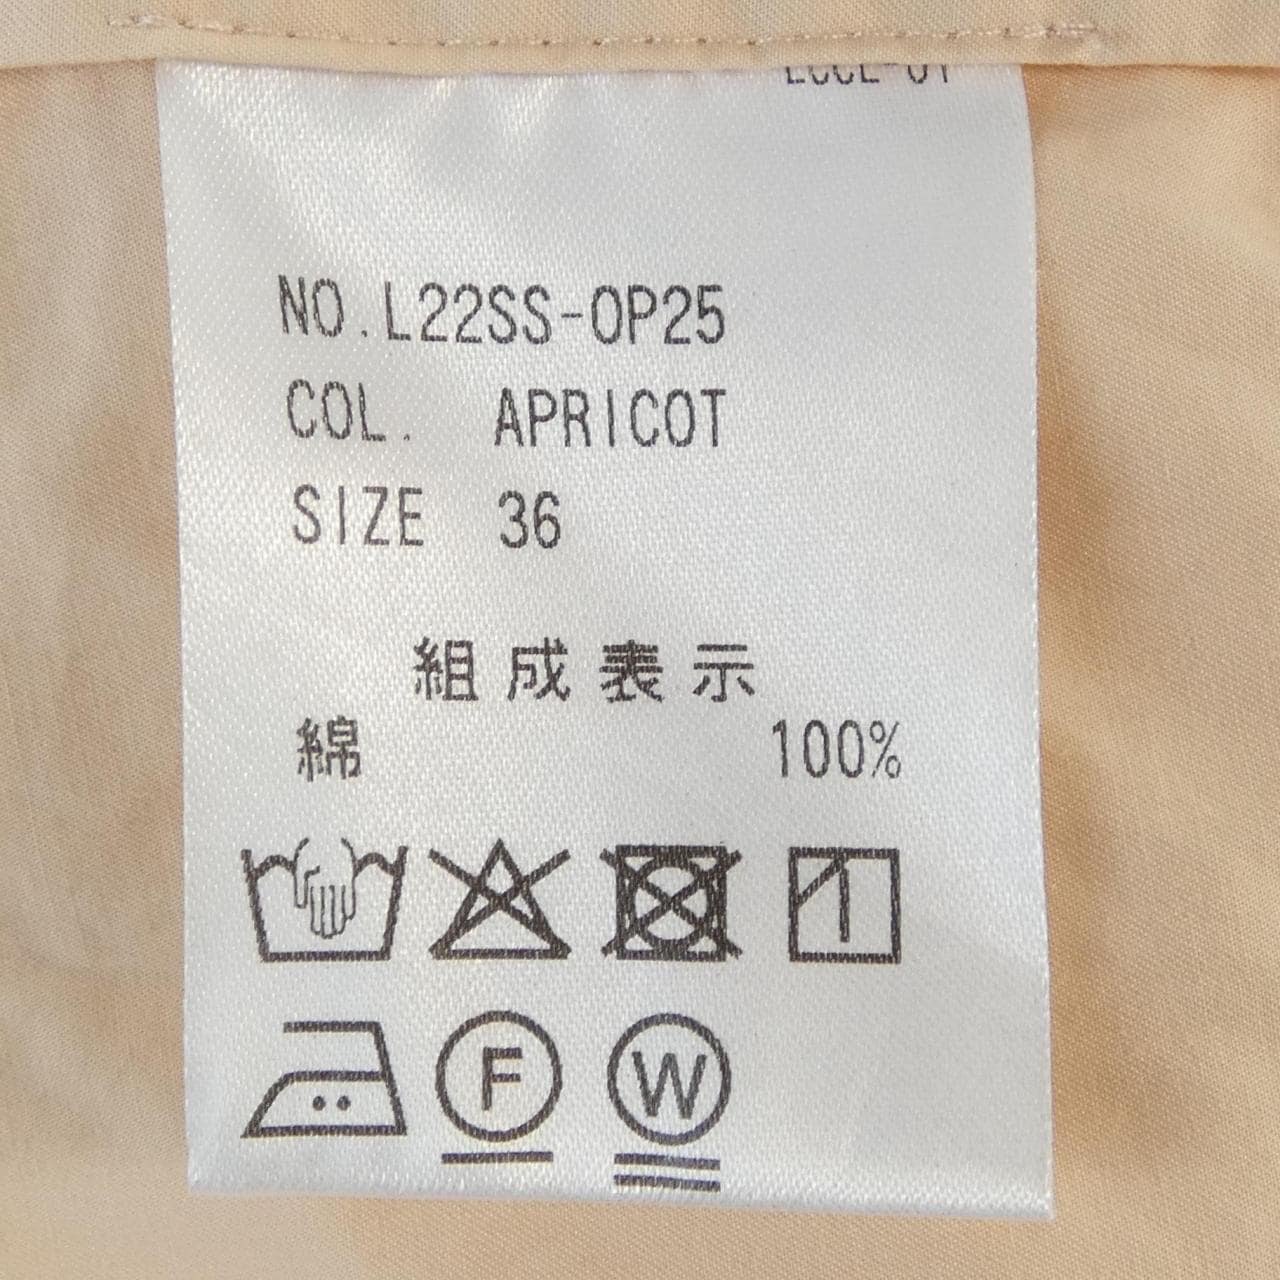 NO.L22SS-OP25
COL. APRICOT
SIZE 36
組成表示
綿 100%
F W